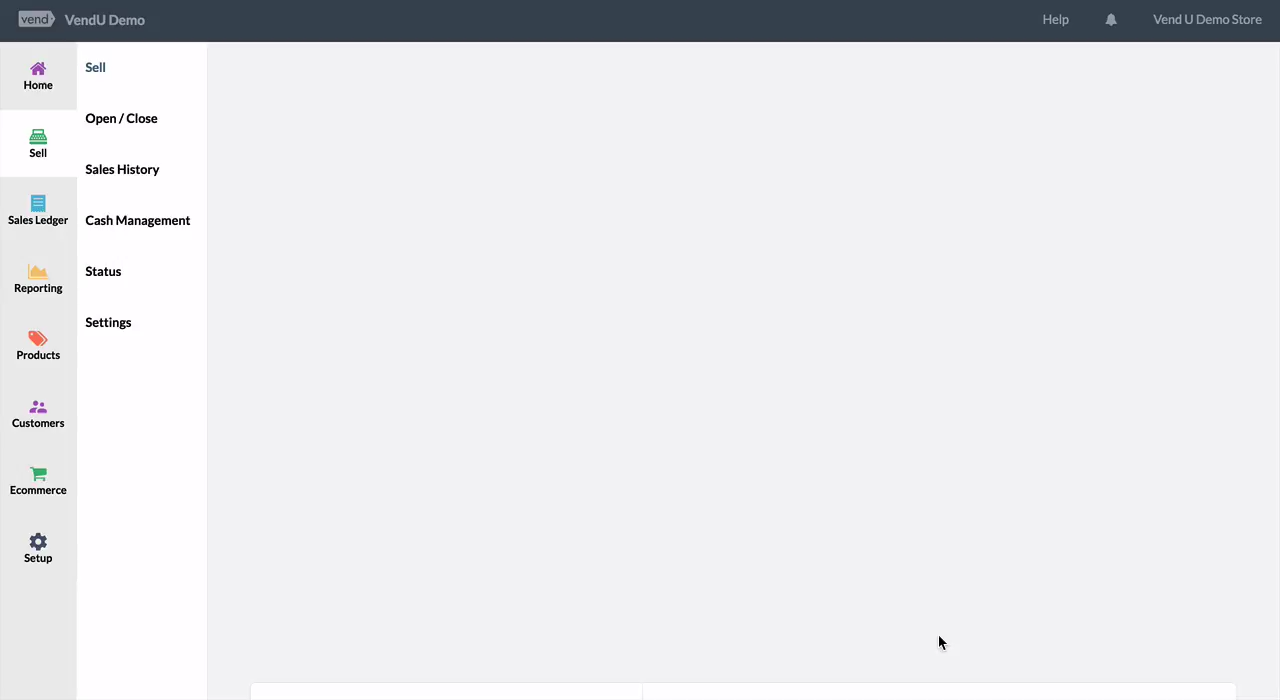 vend VendU Demo Help Vend U Demo Store
Home
Sell
Sales Ledger
Reporting
Products
Customers
Ecommerce
Setup
Sell
Open / Close
Sales History
Cash Management
Status
Settings